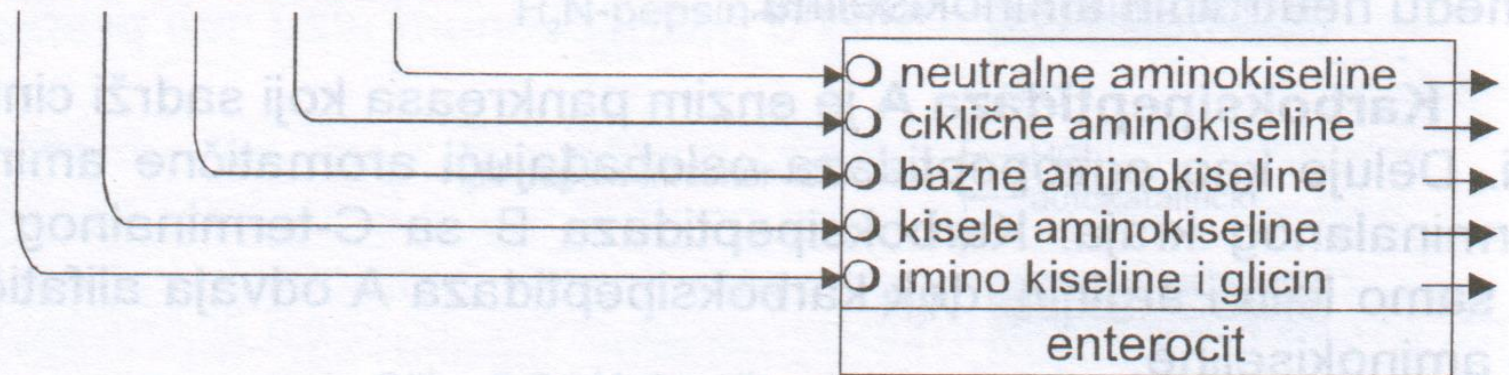 neutralne aminokiseline
ciklične aminokiseline
bazne aminokiseline
kisele aminokiseline
imino kiseline i glicin
enterocit